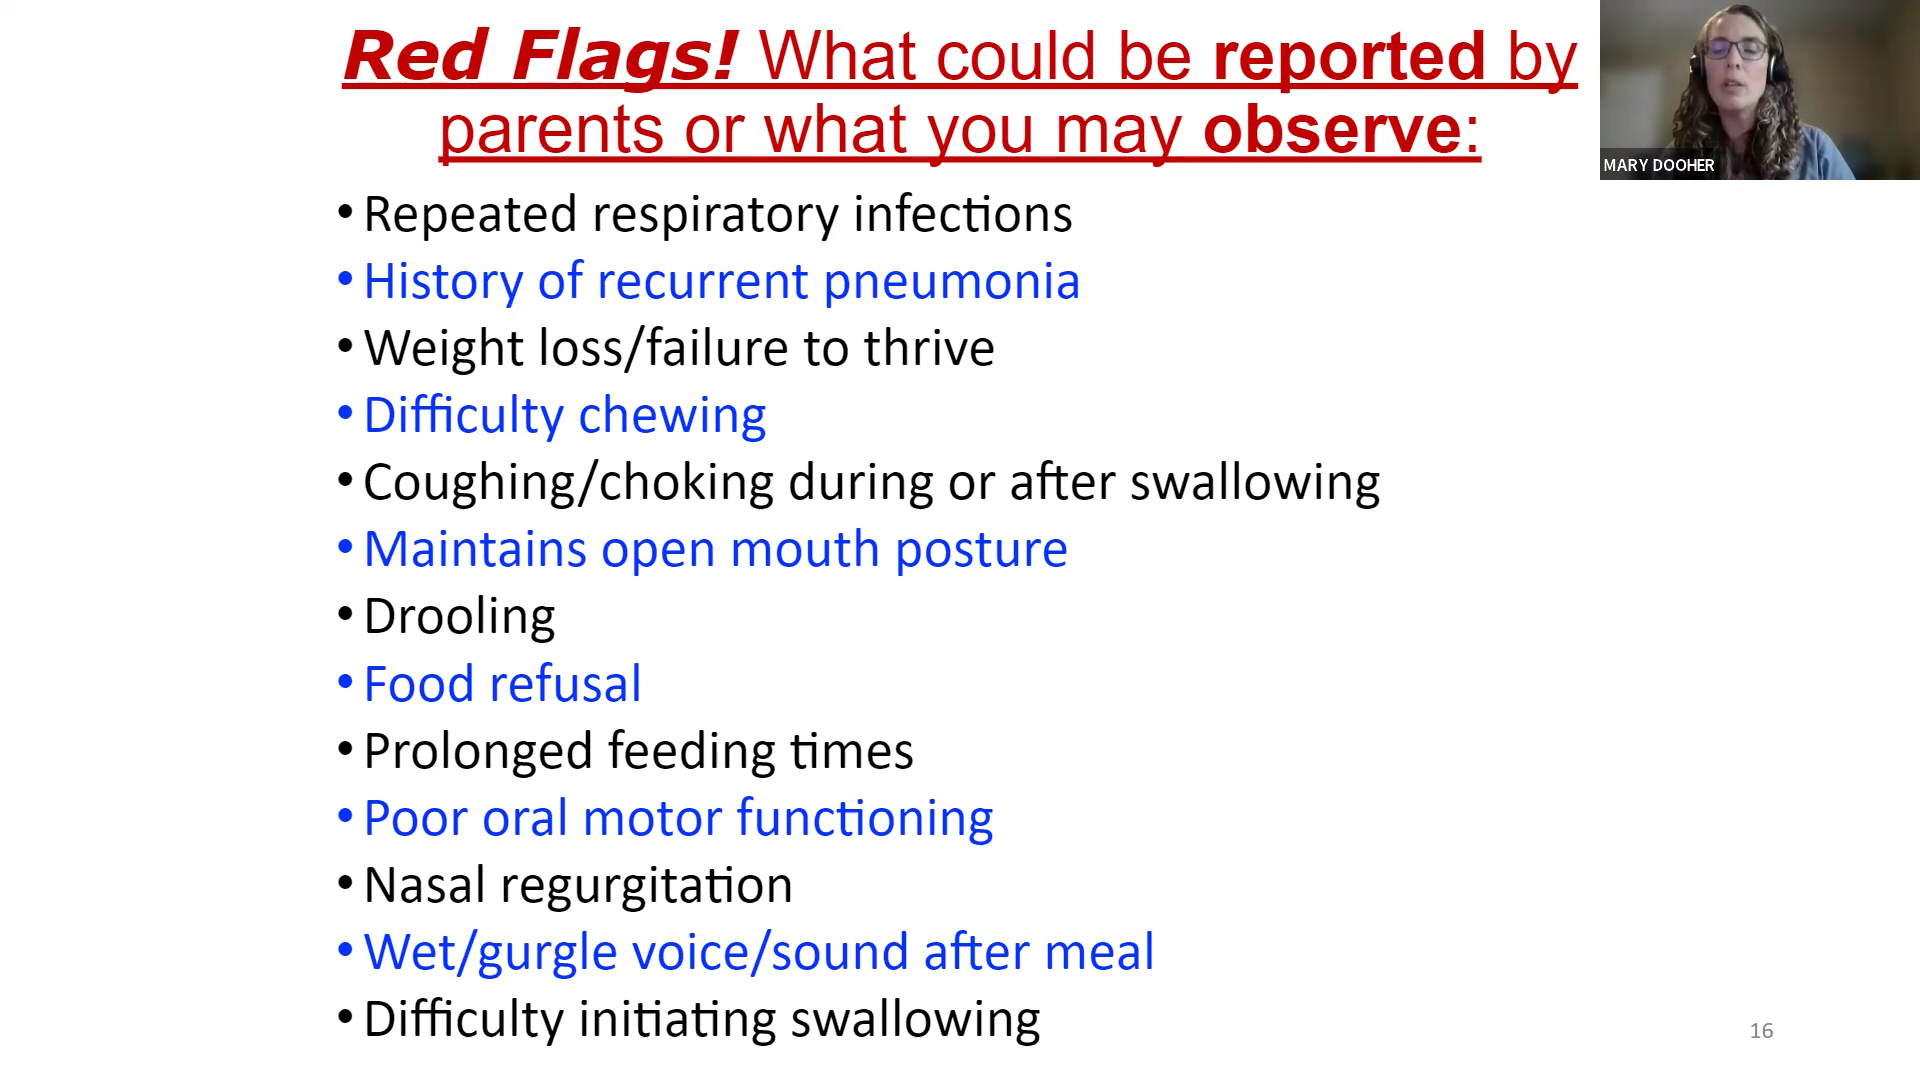 Red Flags! What could be reported by
parents or what you may observe:
MARY DOOHER
• Repeated respiratory infections
• History of recurrent pneumonia
• Weight loss/failure to thrive
• Difficulty chewing
• Coughing/choking during or after swallowing
• Maintains open mouth posture
• Drooling
• Food refusal
• Prolonged feeding times
• Poor oral motor functioning
• Nasal regurgitation
• Wet/gurgle voice/sound after meal
• Difficulty initiating swallowing
16